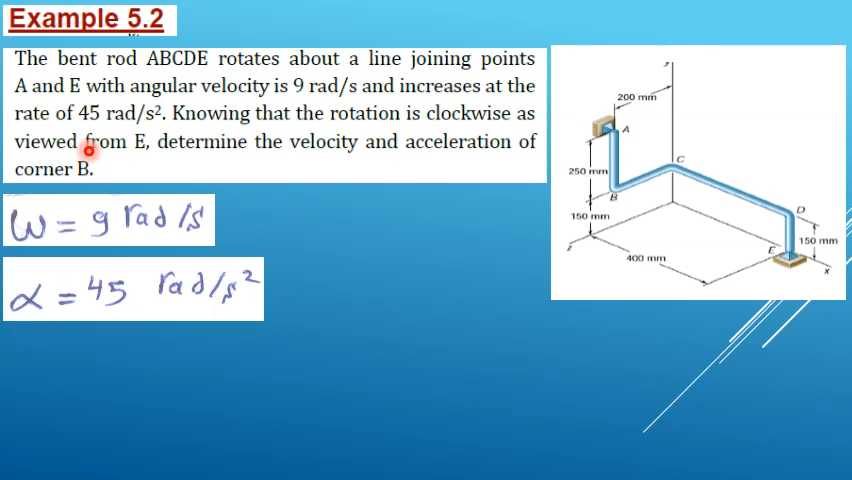 Example 5.2
The bent rod ABCDE rotates about a line joining points
A and E with angular velocity is 9 rad/s and increases at the
rate of 45 rad/s². Knowing that the rotation is clockwise as
viewed from E, determine the velocity and acceleration of
corner B.
ω = 9 rad/s
α = 45 rad/s²
y
200 mm
A
250 mm
C
B
150 mm
D
z
400 mm
E
150 mm
x